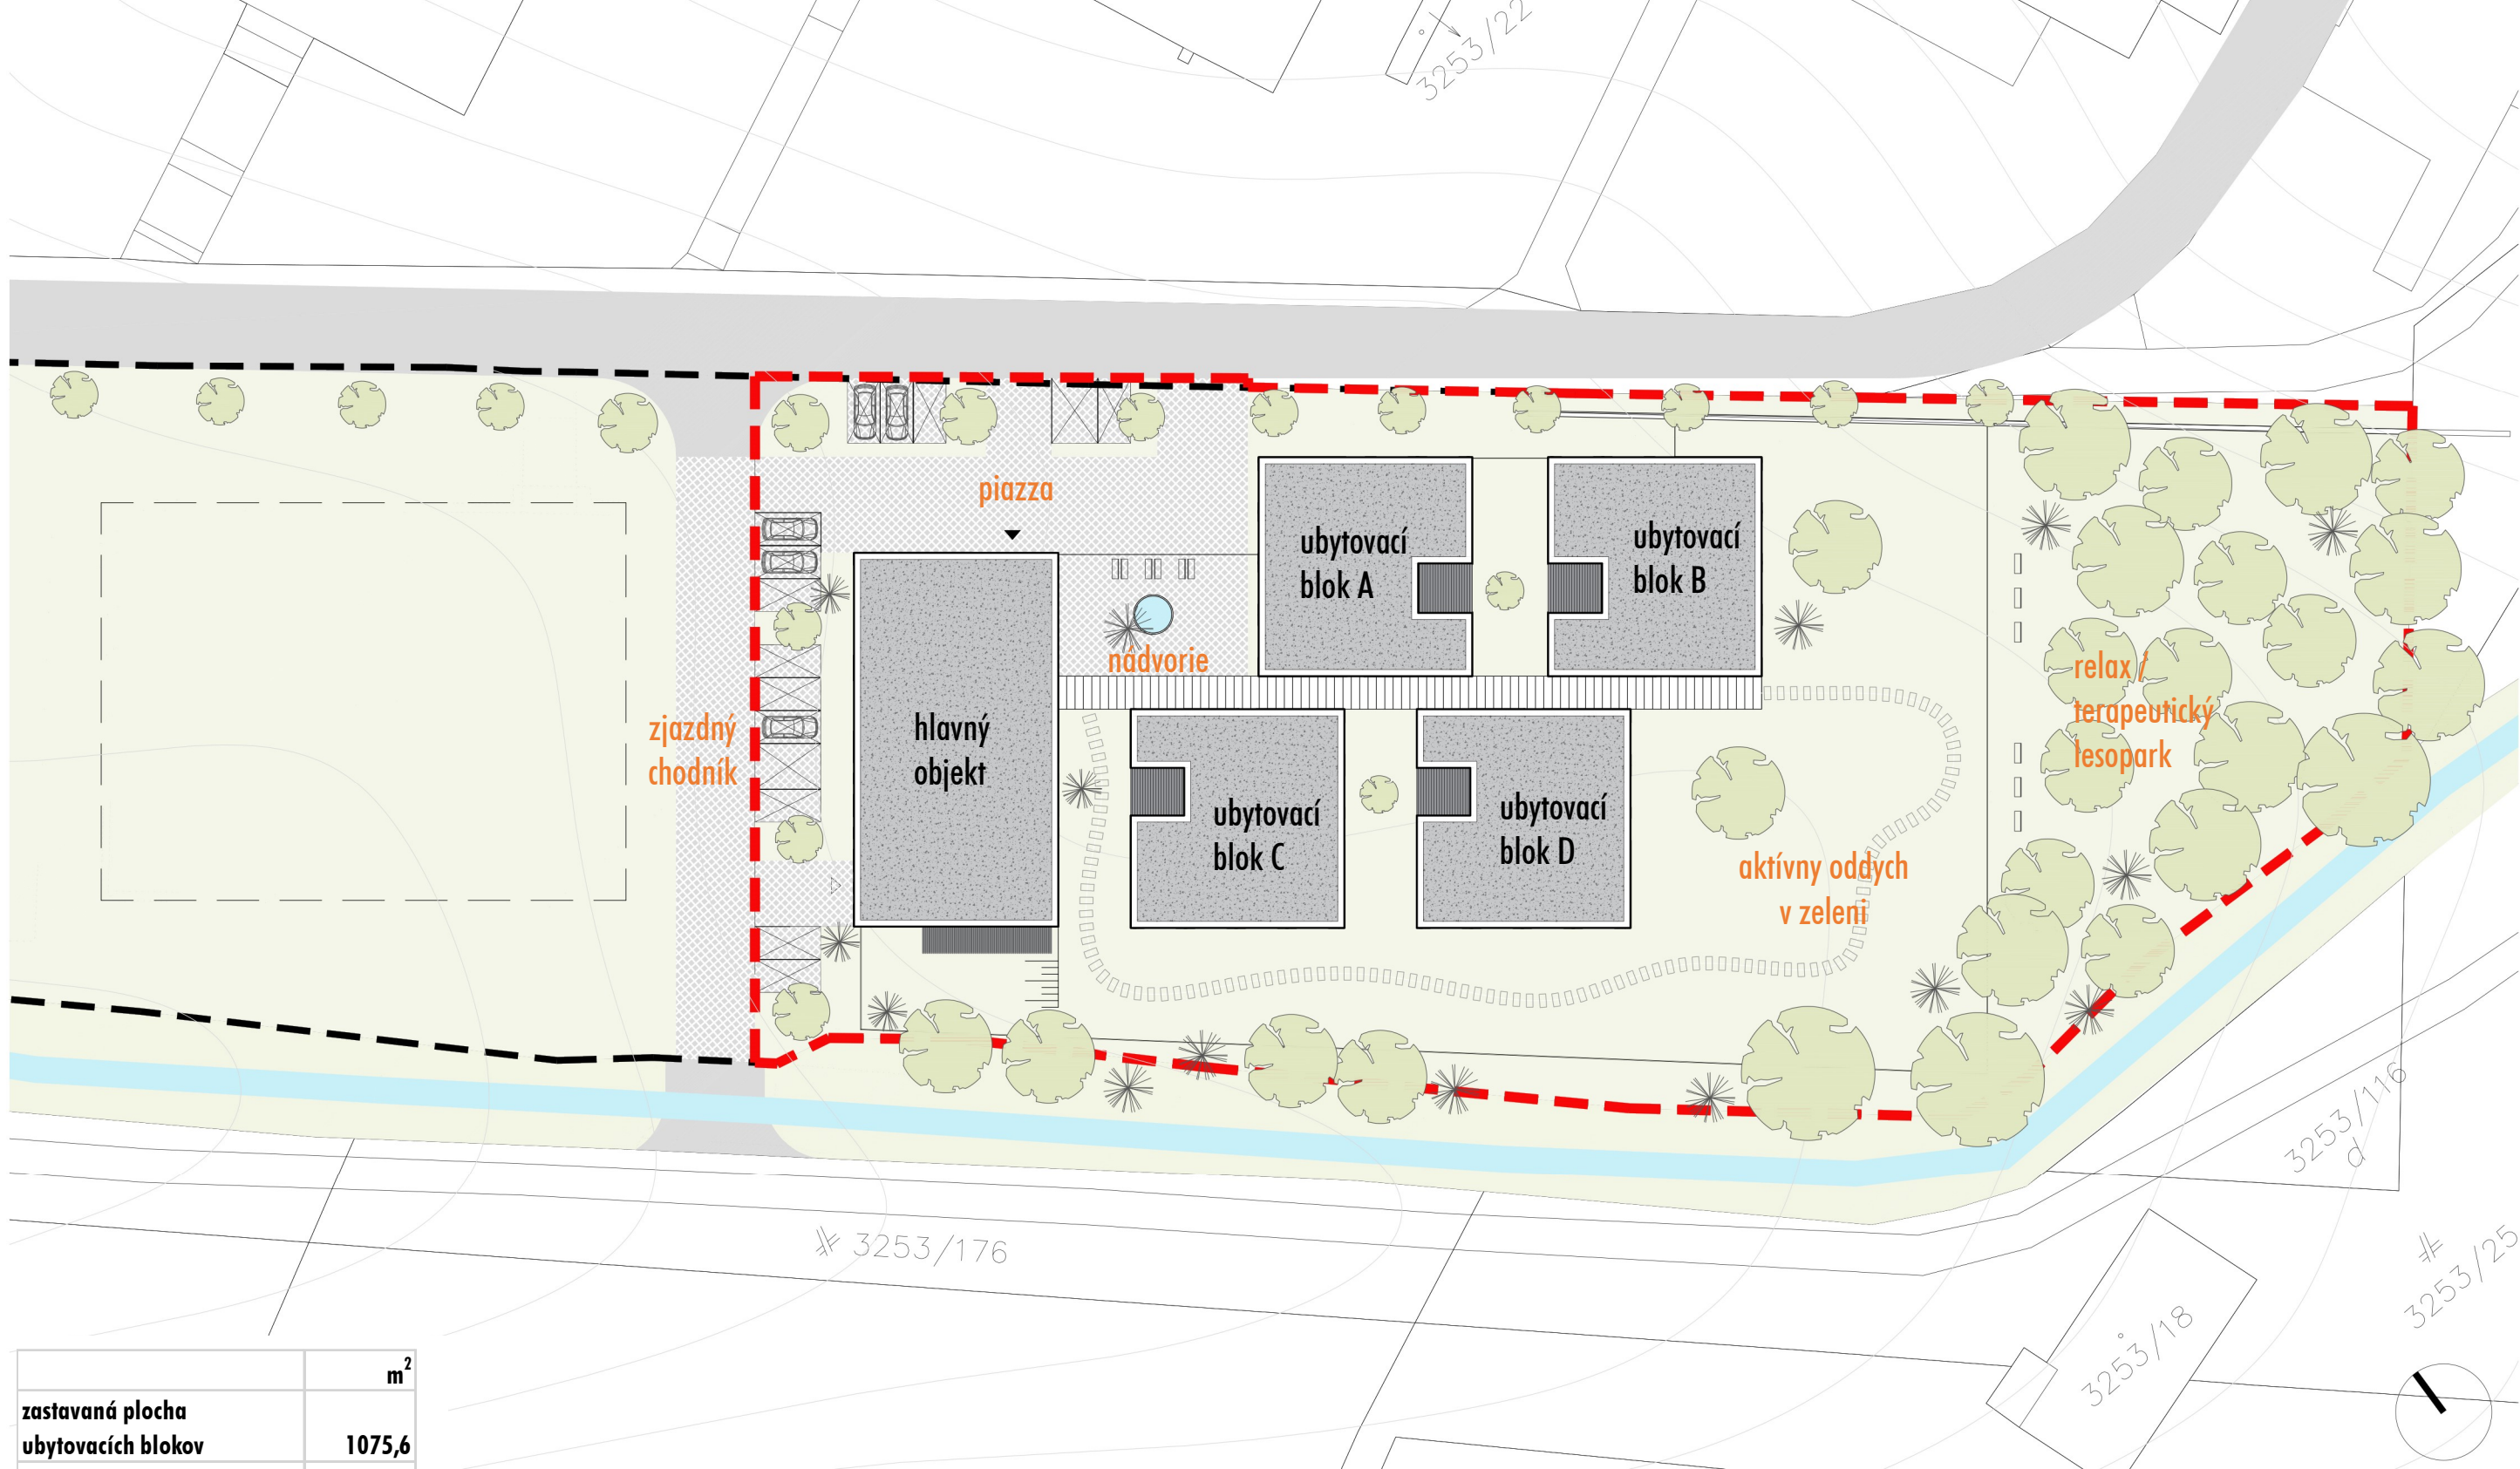 3253/22
piazza
ubytovací
blok A
ubytovací
blok B
nádvorie
relax /
terapeutický
lesopark
zjazdný
chodník
hlavný
objekt
ubytovací
blok C
ubytovací
blok D
aktívny oddych
v zeleni
3253/116
d
3253/176
3253/25
3253/18
m²
zastavaná plocha
ubytovacích blokov 1075,6